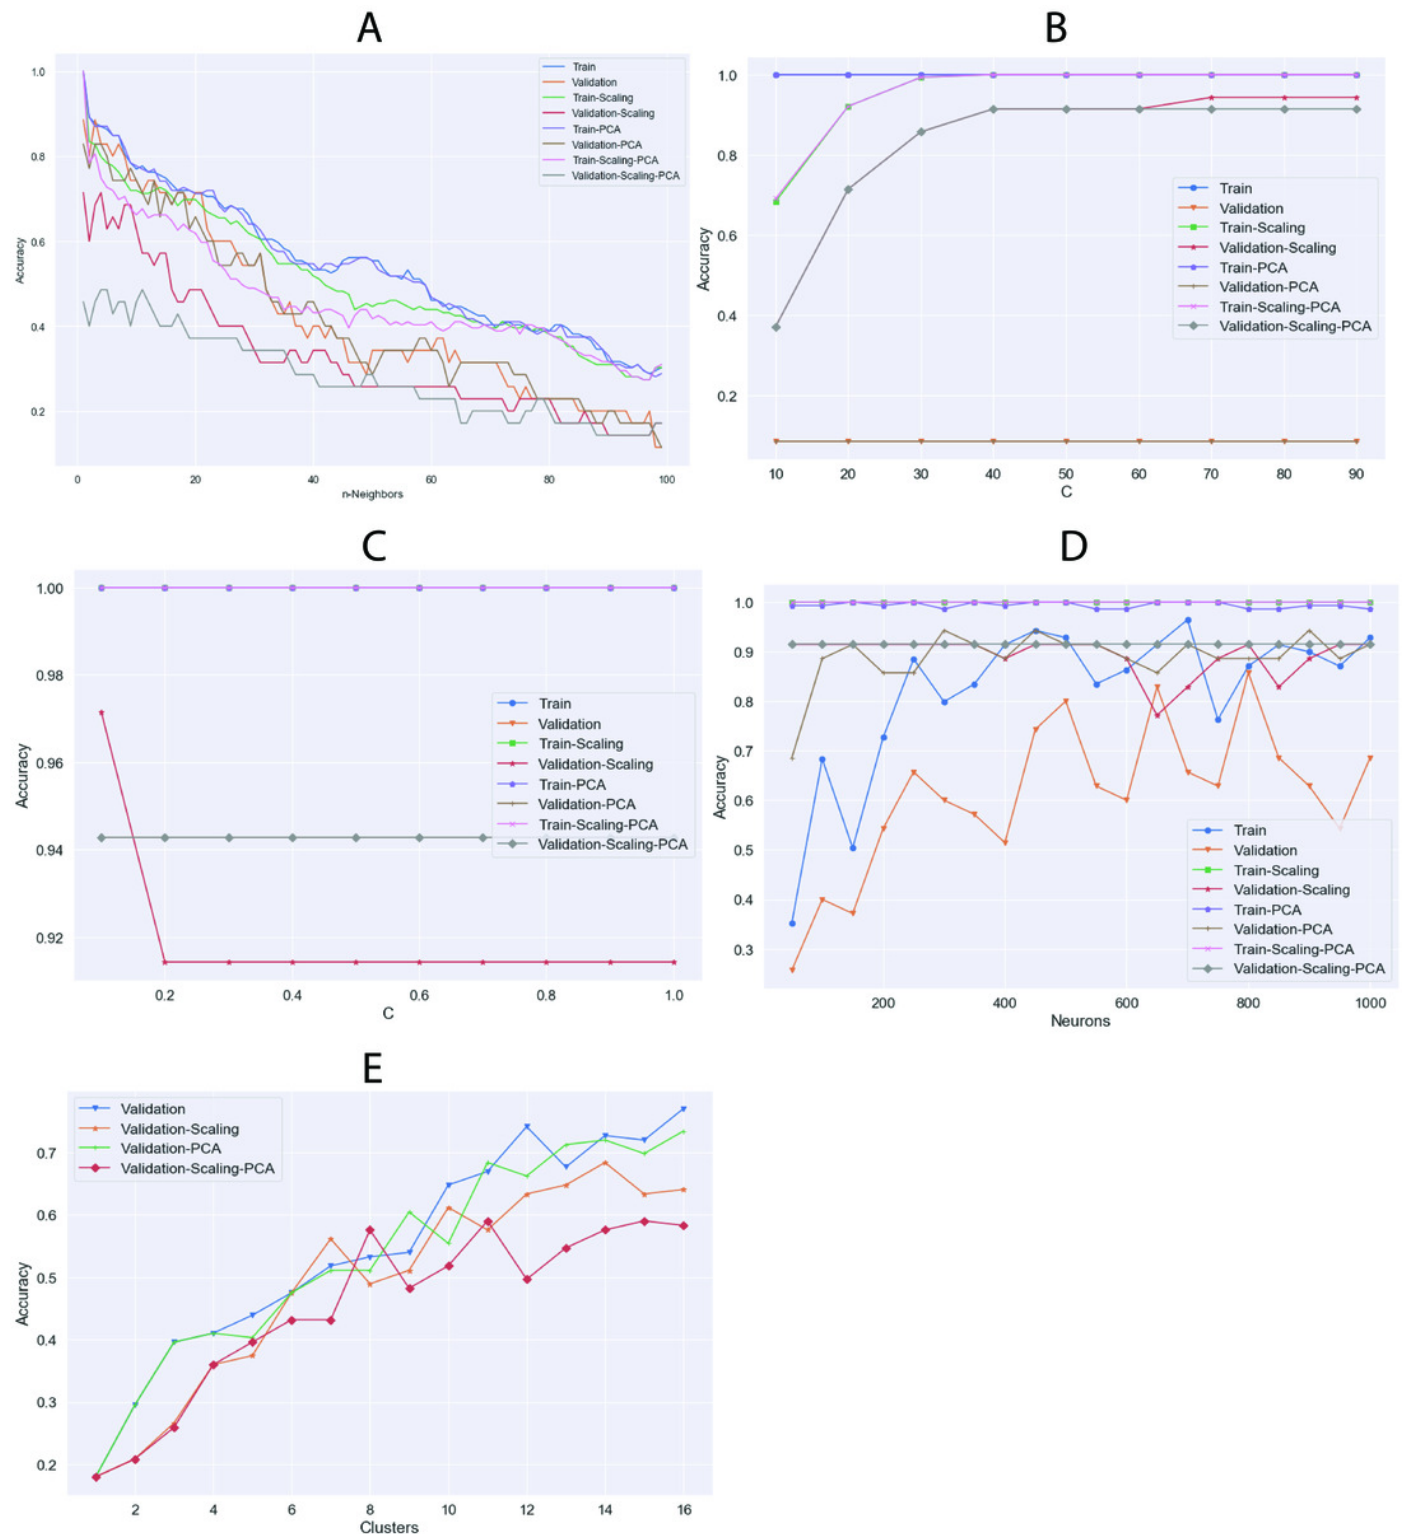 A
1.0
0.8
0.6
0.4
0.2
Accuracy
Train
Validation
Train-Scaling
Validation-Scaling
Train-PCA
Validation-PCA
Train-Scaling-PCA
Validation-Scaling-PCA
0 20 40 60 80 100
n-Neighbors
B
1.0
0.8
0.6
0.4
0.2
Accuracy
Train
Validation
Train-Scaling
Validation-Scaling
Train-PCA
Validation-PCA
Train-Scaling-PCA
Validation-Scaling-PCA
10 20 30 40 50 60 70 80 90
C
C
1.00
0.98
0.96
0.94
0.92
Accuracy
Train
Validation
Train-Scaling
Validation-Scaling
Train-PCA
Validation-PCA
Train-Scaling-PCA
Validation-Scaling-PCA
0.2 0.4 0.6 0.8 1.0
C
D
1.0
0.9
0.8
0.7
0.6
0.5
0.4
0.3
Accuracy
Train
Validation
Train-Scaling
Validation-Scaling
Train-PCA
Validation-PCA
Train-Scaling-PCA
Validation-Scaling-PCA
200 400 600 800 1000
Neurons
E
Validation
Validation-Scaling
Validation-PCA
Validation-Scaling-PCA
0.7
0.6
0.5
0.4
0.3
0.2
Accuracy
2 4 6 8 10 12 14 16
Clusters